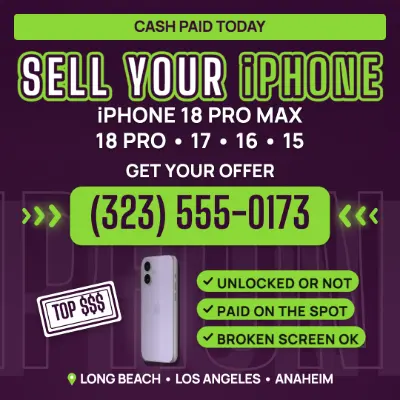 CASH PAID TODAY
SELL YOUR iPHONE
iPHONE 18 PRO MAX
18 PRO • 17 • 16 • 15
GET YOUR OFFER
(323) 555-0173
TOP $$$
UNLOCKED OR NOT
PAID ON THE SPOT
BROKEN SCREEN OK
LONG BEACH • LOS ANGELES • ANAHEIM